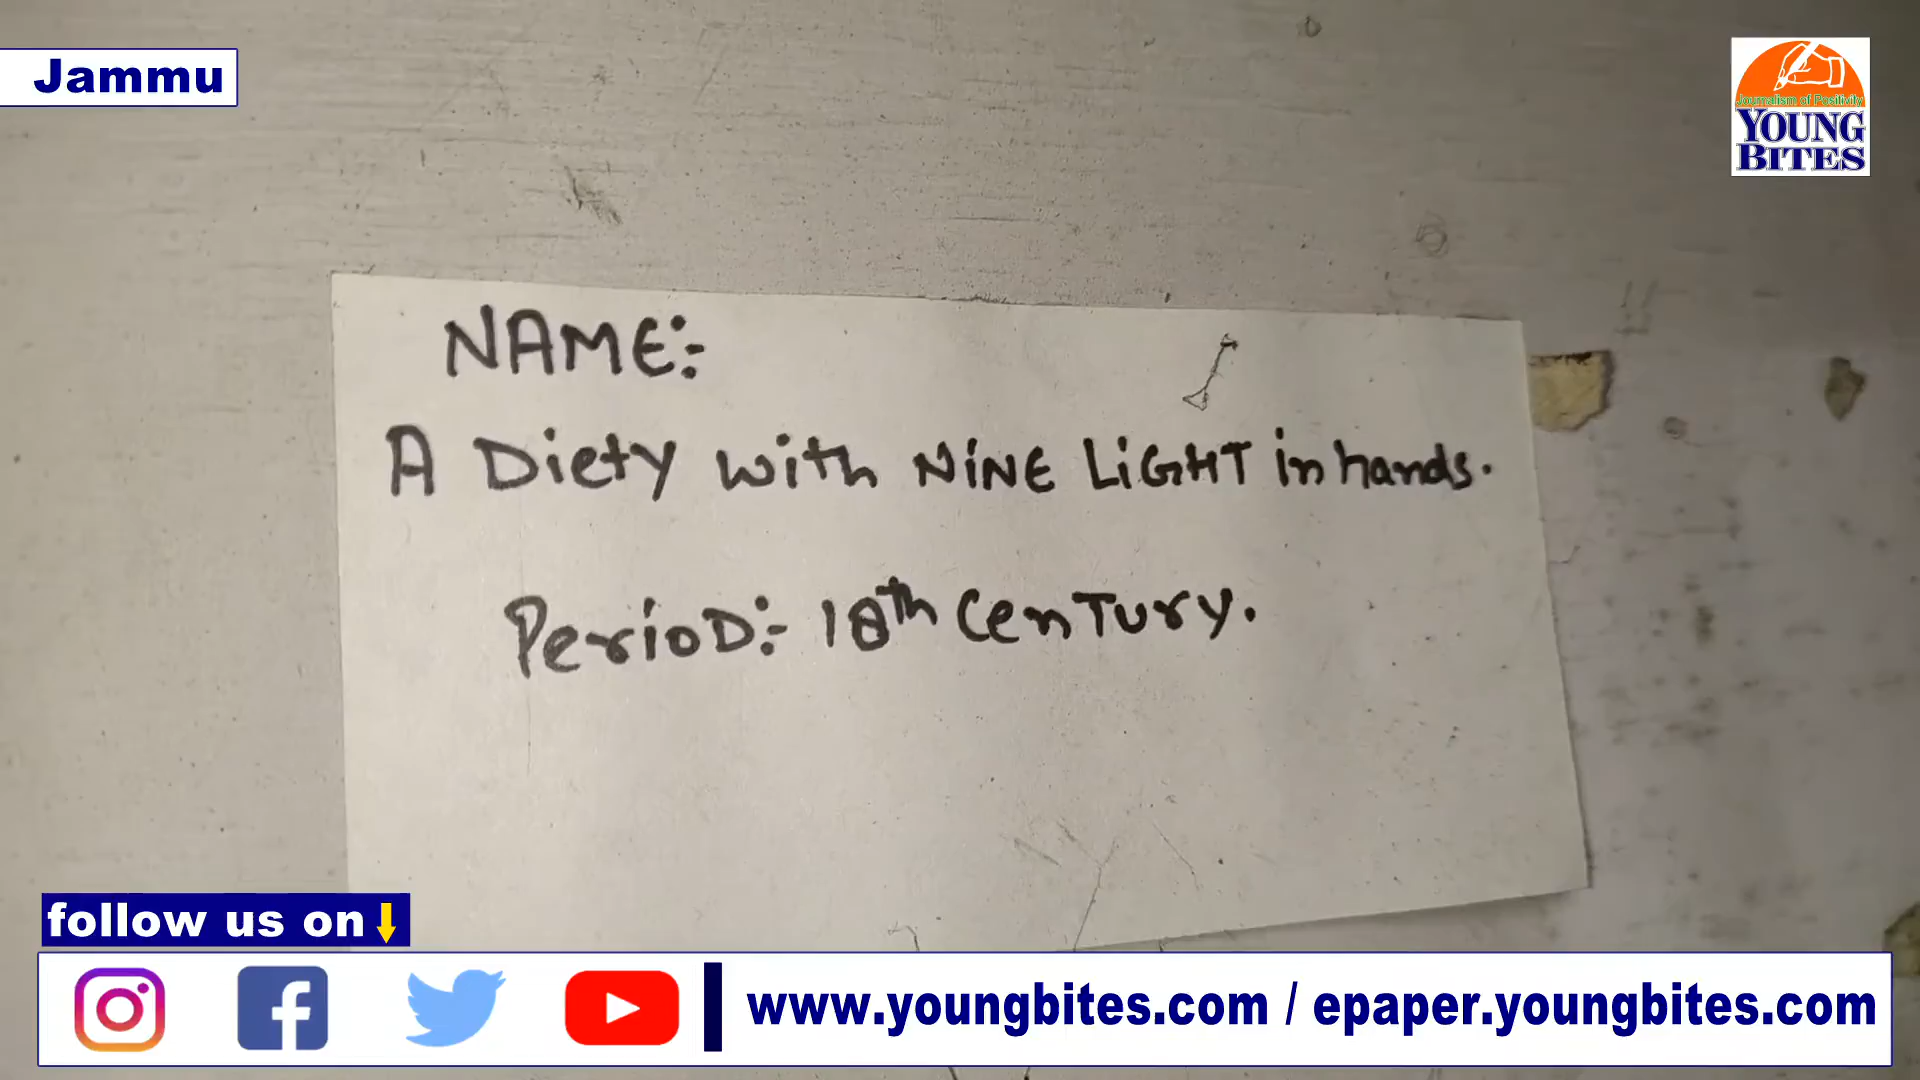 Jammu
Journalism of Positivity
YOUNG
BITES
NAME:-
A Diety with NiNE LiGHT in hands.
PerioD:- 18th CenTury.
follow us on
www.youngbites.com / epaper.youngbites.com